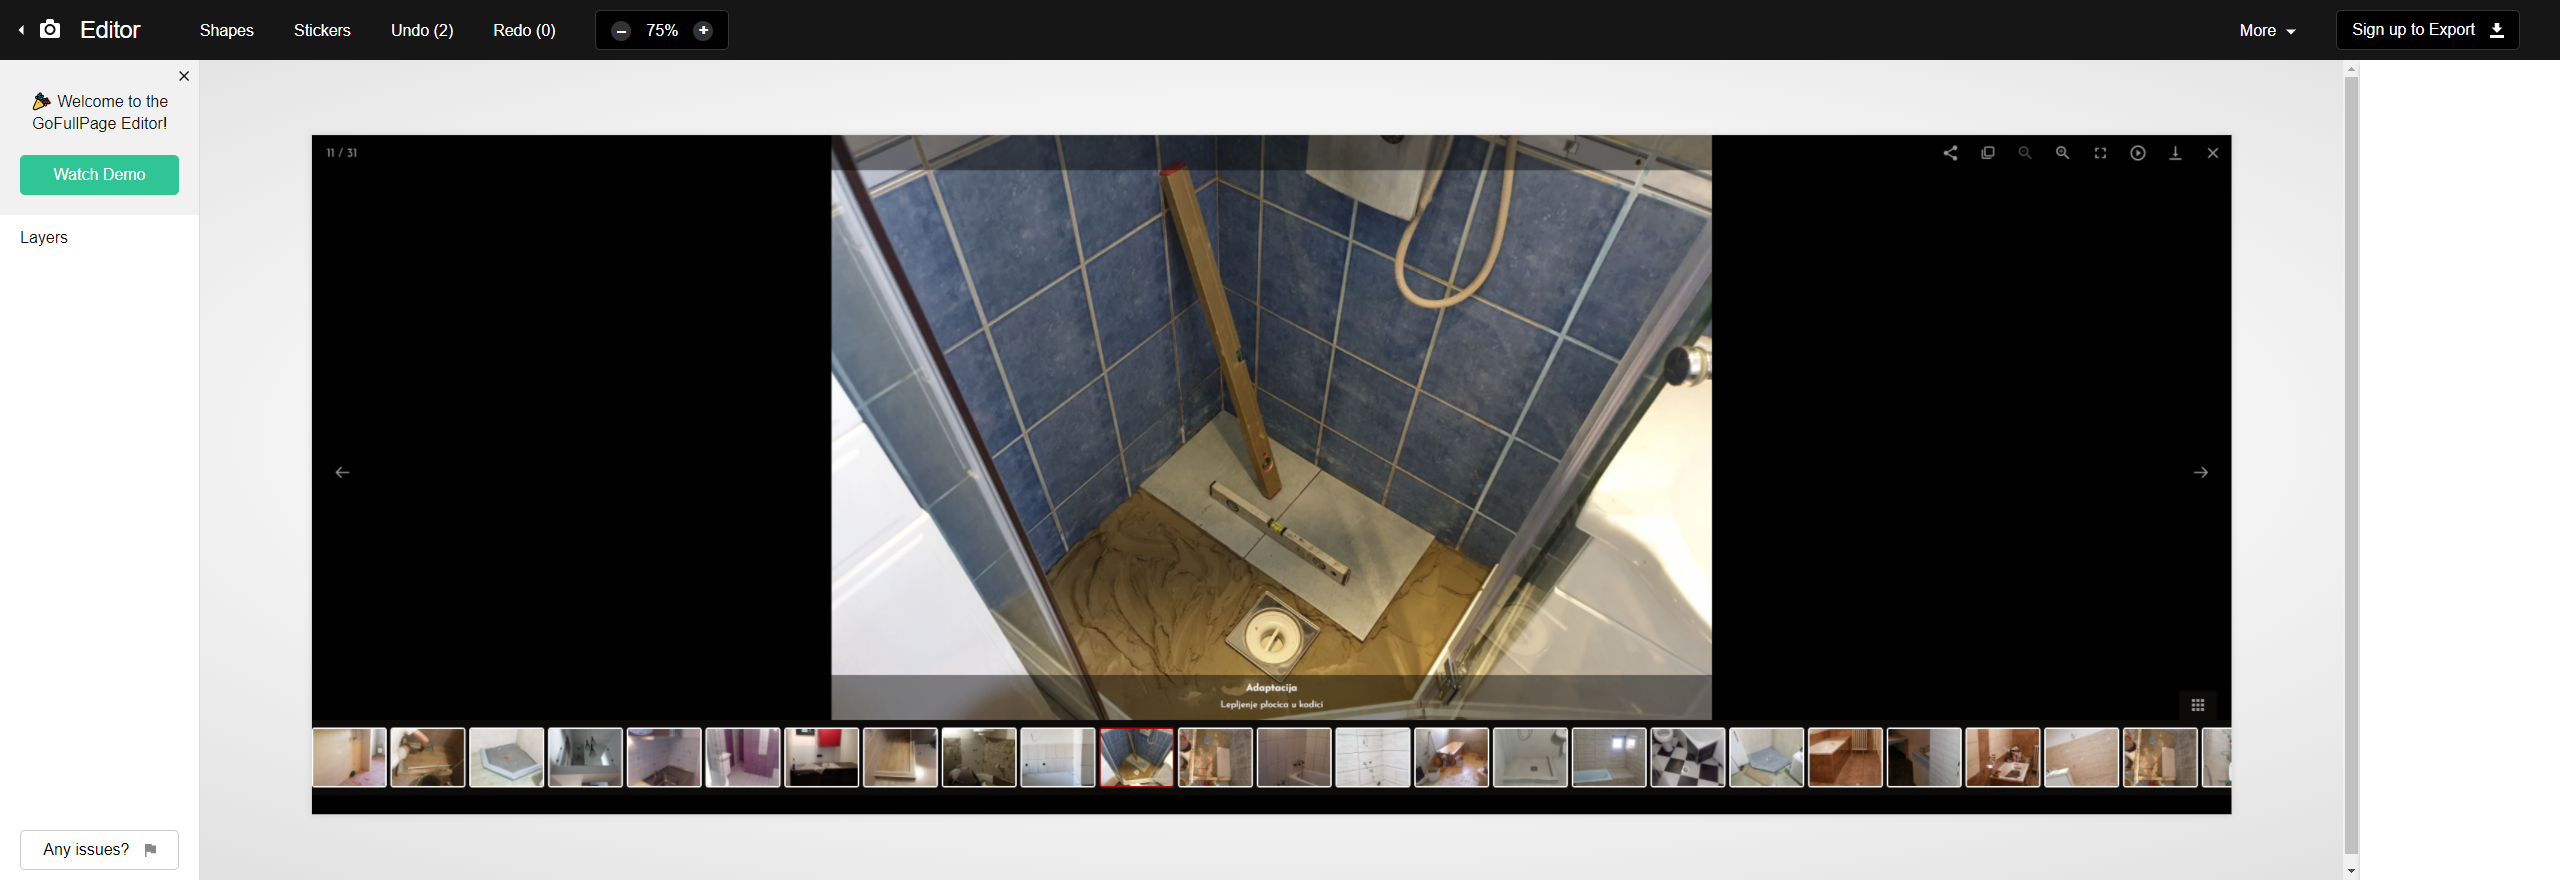 Editor
Shapes
Stickers
Undo (2)
Redo (0)
75%
More
Sign up to Export
Welcome to the
GoFullPage Editor!
Watch Demo
Layers
11 / 31
Adaptacija
Lepljenje plocica u kadici
Any issues?